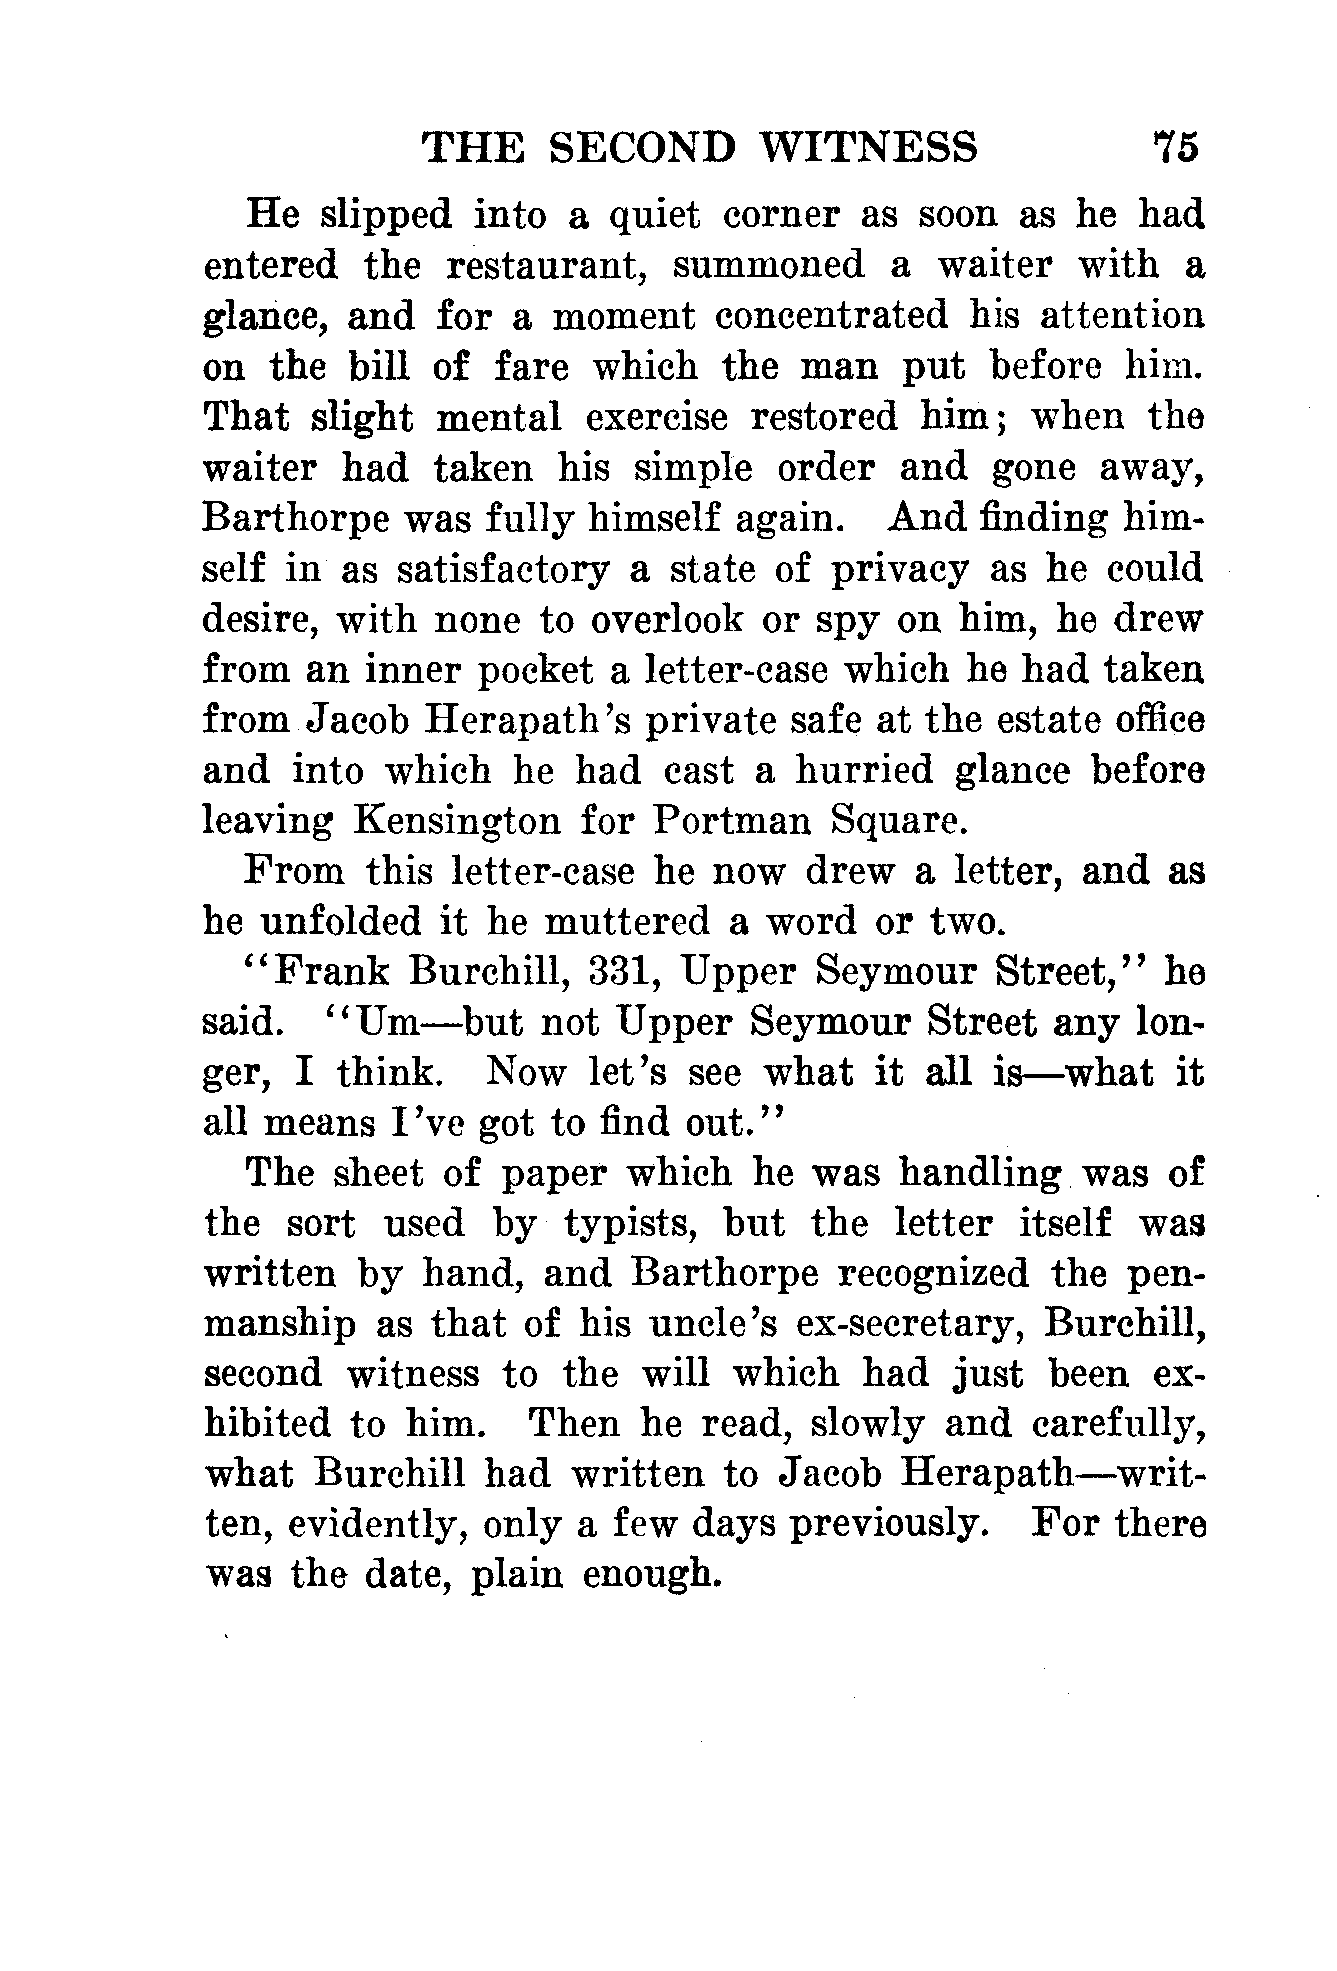 THE SECOND WITNESS 75
He slipped into a quiet corner as soon as he had
entered the restaurant, summoned a waiter with a
glance, and for a moment concentrated his attention
on the bill of fare which the man put before him.
That slight mental exercise restored him; when the
waiter had taken his simple order and gone away,
Barthorpe was fully himself again. And finding him-
self in as satisfactory a state of privacy as he could
desire, with none to overlook or spy on him, he drew
from an inner pocket a letter-case which he had taken
from Jacob Herapath's private safe at the estate office
and into which he had cast a hurried glance before
leaving Kensington for Portman Square.
From this letter-case he now drew a letter, and as
he unfolded it he muttered a word or two.
"Frank Burchill, 331, Upper Seymour Street," he
said. "Um—but not Upper Seymour Street any lon-
ger, I think. Now let's see what it all is—what it
all means I've got to find out."
The sheet of paper which he was handling was of
the sort used by typists, but the letter itself was
written by hand, and Barthorpe recognized the pen-
manship as that of his uncle's ex-secretary, Burchill,
second witness to the will which had just been ex-
hibited to him. Then he read, slowly and carefully,
what Burchill had written to Jacob Herapath—writ-
ten, evidently, only a few days previously. For there
was the date, plain enough.